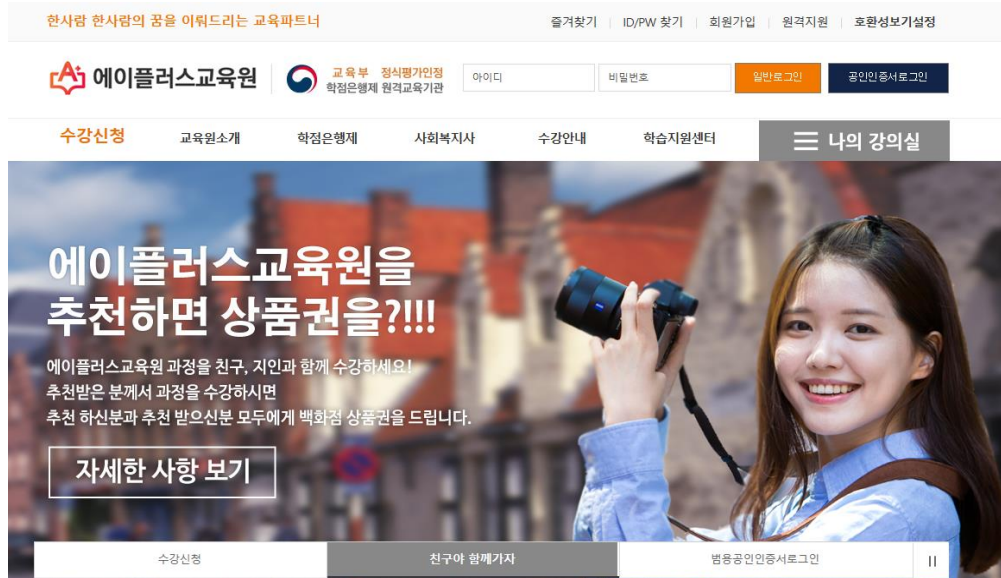 한사람 한사람의 꿈을 이뤄드리는 교육파트너
즐겨찾기 | ID/PW 찾기 | 회원가입 | 원격지원 | 호환성보기설정
A+ 에이플러스교육원
교육부 정식평가인정
학점은행제 원격교육기관
아이디
비밀번호
일반로그인
공인인증서로그인
수강신청 교육원소개 학점은행제 사회복지사 수강안내 학습지원센터 나의 강의실
에이플러스교육원을
추천하면 상품권을?!!!
에이플러스교육원 과정을 친구, 지인과 함께 수강하세요!
추천받은 분께서 과정을 수강하시면
추천 하신분과 추천 받으신분 모두에게 백화점 상품권을 드립니다.
자세한 사항 보기
수강신청 친구야 함께가자 범용공인인증서로그인